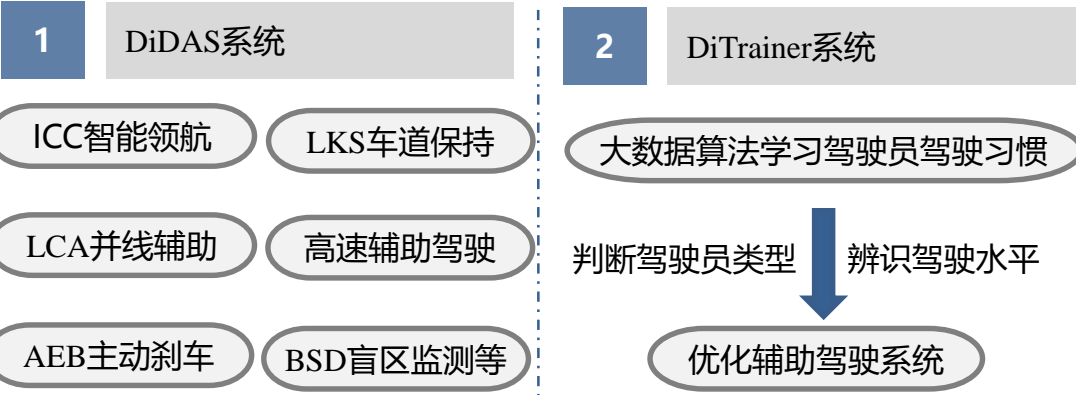 1
DiDAS系统
ICC智能领航
LKS车道保持
LCA并线辅助
高速辅助驾驶
AEB主动刹车
BSD盲区监测等
2
DiTrainer系统
大数据算法学习驾驶员驾驶习惯
判断驾驶员类型
辨识驾驶水平
优化辅助驾驶系统